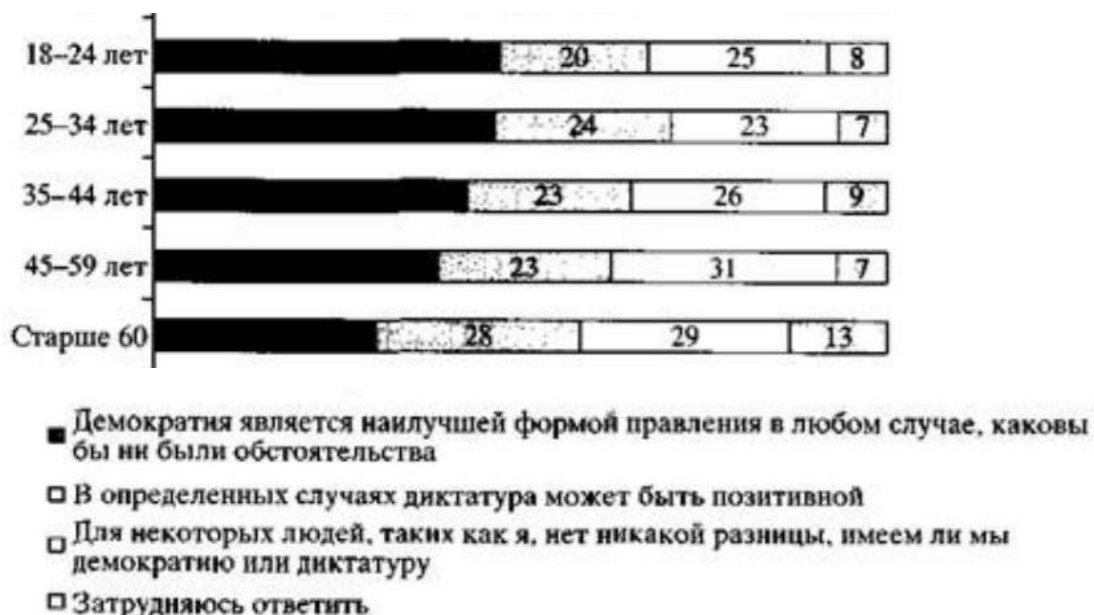 18–24 лет 20 25 8
25–34 лет 24 23 7
35–44 лет 23 26 9
45–59 лет 23 31 7
Старше 60 28 29 13
Демократия является наилучшей формой правления в любом случае, каковы
бы ни были обстоятельства
В определенных случаях диктатура может быть позитивной
Для некоторых людей, таких как я, нет никакой разницы, имеем ли мы
демократию или диктатуру
Затрудняюсь ответить